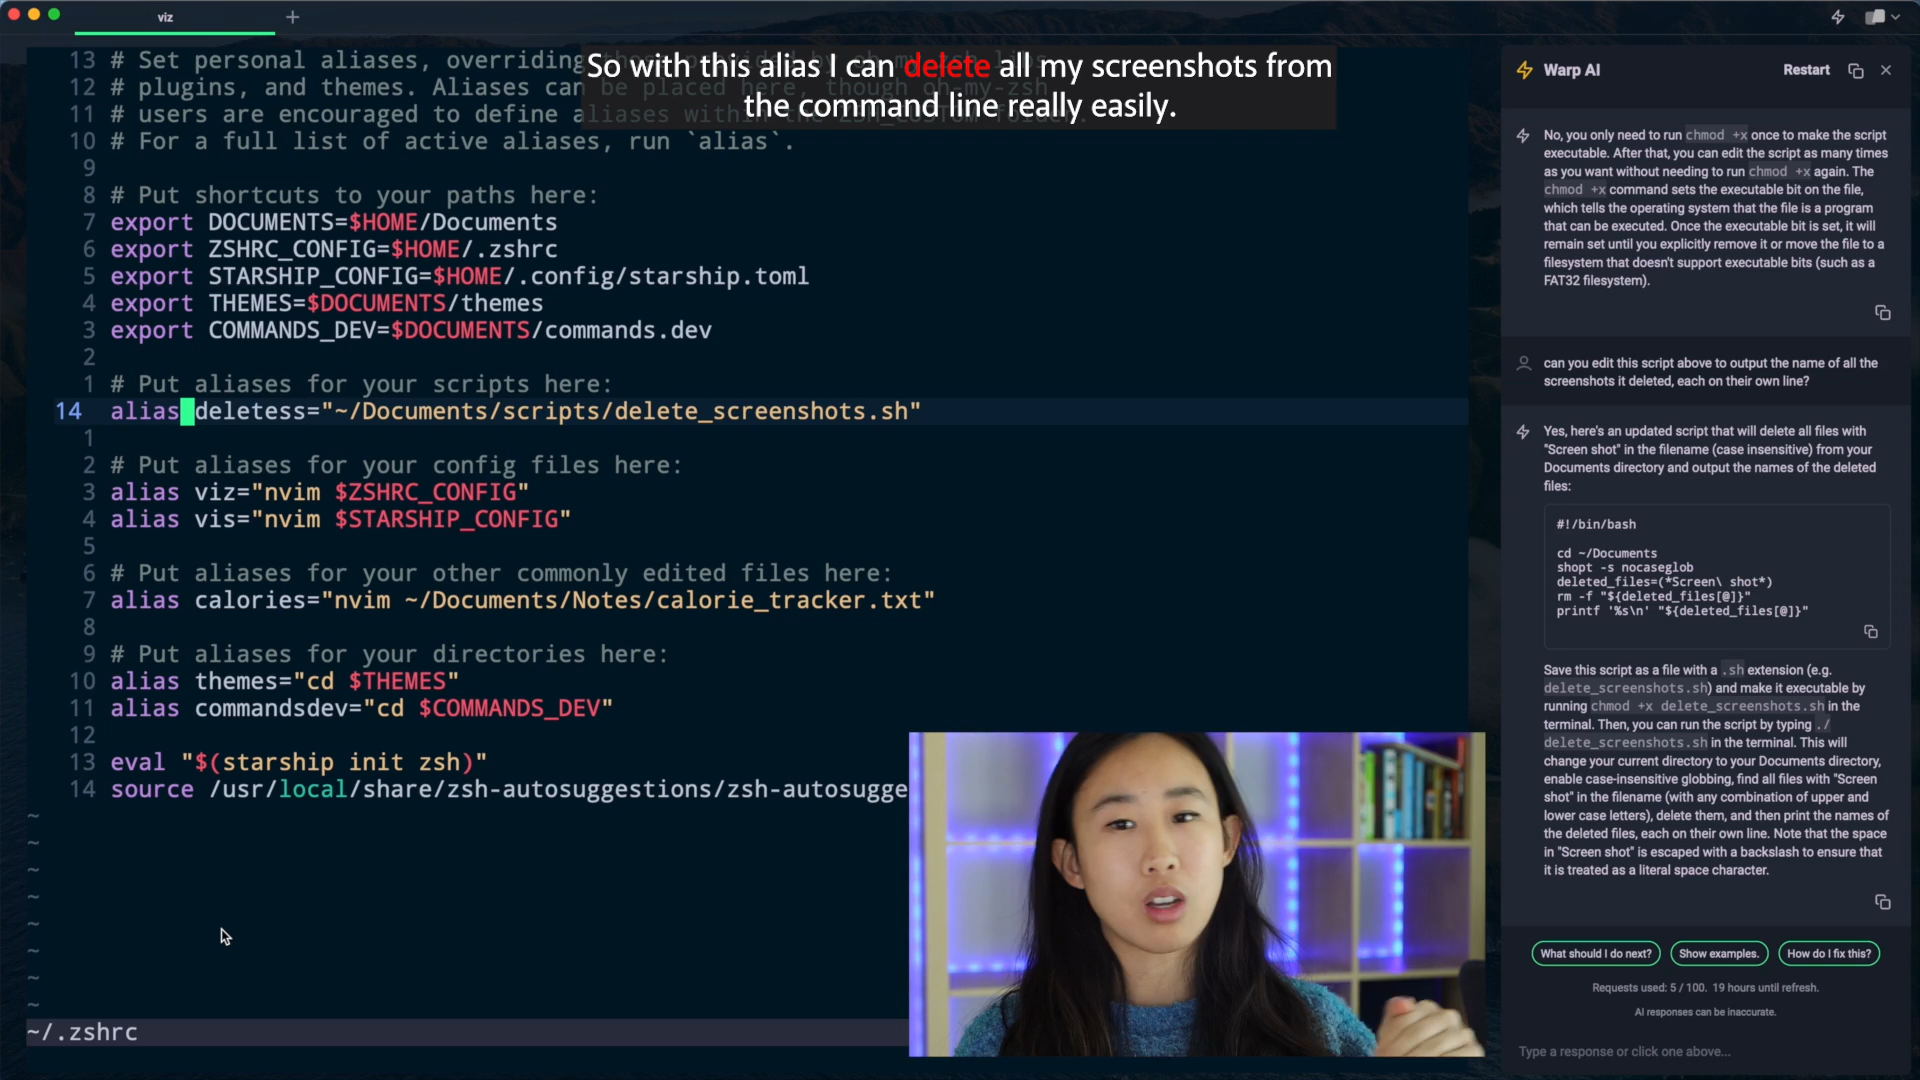 viz
+
So with this alias I can delete all my screenshots from
the command line really easily.
13 # Set personal aliases, overriding
12 # plugins, and themes. Aliases can be placed here, though oh-my-zsh
11 # users are encouraged to define aliases within the ZSH_CUSTOM folder.
10 # For a full list of active aliases, run `alias`.
9
8 # Put shortcuts to your paths here:
7 export DOCUMENTS=$HOME/Documents
6 export ZSHRC_CONFIG=$HOME/.zshrc
5 export STARSHIP_CONFIG=$HOME/.config/starship.toml
4 export THEMES=$DOCUMENTS/themes
3 export COMMANDS_DEV=$DOCUMENTS/commands.dev
2
1 # Put aliases for your scripts here:
14 alias deletess="~/Documents/scripts/delete_screenshots.sh"
1
2 # Put aliases for your config files here:
3 alias viz="nvim $ZSHRC_CONFIG"
4 alias vis="nvim $STARSHIP_CONFIG"
5
6 # Put aliases for your other commonly edited files here:
7 alias calories="nvim ~/Documents/Notes/calorie_tracker.txt"
8
9 # Put aliases for your directories here:
10 alias themes="cd $THEMES"
11 alias commandsdev="cd $COMMANDS_DEV"
12
13 eval "$(starship init zsh)"
14 source /usr/local/share/zsh-autosuggestions/zsh-autosugge
~
~
~
~
~
~
~
~
~/.zshrc
Warp AI
Restart
No, you only need to run chmod +x once to make the script
executable. After that, you can edit the script as many times
as you want without needing to run chmod +x again. The
chmod +x command sets the executable bit on the file,
which tells the operating system that the file is a program
that can be executed. Once the executable bit is set, it will
remain set until you explicitly remove it or move the file to a
filesystem that doesn't support executable bits (such as a
FAT32 filesystem).
can you edit this script above to output the name of all the
screenshots it deleted, each on their own line?
Yes, here's an updated script that will delete all files with
"Screen shot" in the filename (case insensitive) from your
Documents directory and output the names of the deleted
files:
#!/bin/bash
cd ~/Documents
shopt -s nocaseglob
deleted_files=(*Screen\ shot*)
rm -f "${deleted_files[@]}"
printf '%s\n' "${deleted_files[@]}"
Save this script as a file with a .sh extension (e.g.
delete_screenshots.sh) and make it executable by
running chmod +x delete_screenshots.sh in the
terminal. Then, you can run the script by typing ./
delete_screenshots.sh in the terminal. This will
change your current directory to your Documents directory,
enable case-insensitive globbing, find all files with "Screen
shot" in the filename (with any combination of upper and
lower case letters), delete them, and then print the names of
the deleted files, each on their own line. Note that the space
in "Screen shot" is escaped with a backslash to ensure that
it is treated as a literal space character.
What should I do next?
Show examples.
How do I fix this?
Requests used: 5 / 100. 19 hours until refresh.
AI responses can be inaccurate.
Type a response or click one above...